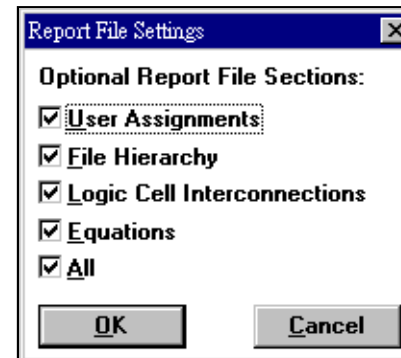 Report File Settings
Optional Report File Sections:
User Assignments
File Hierarchy
Logic Cell Interconnections
Equations
All
OK Cancel